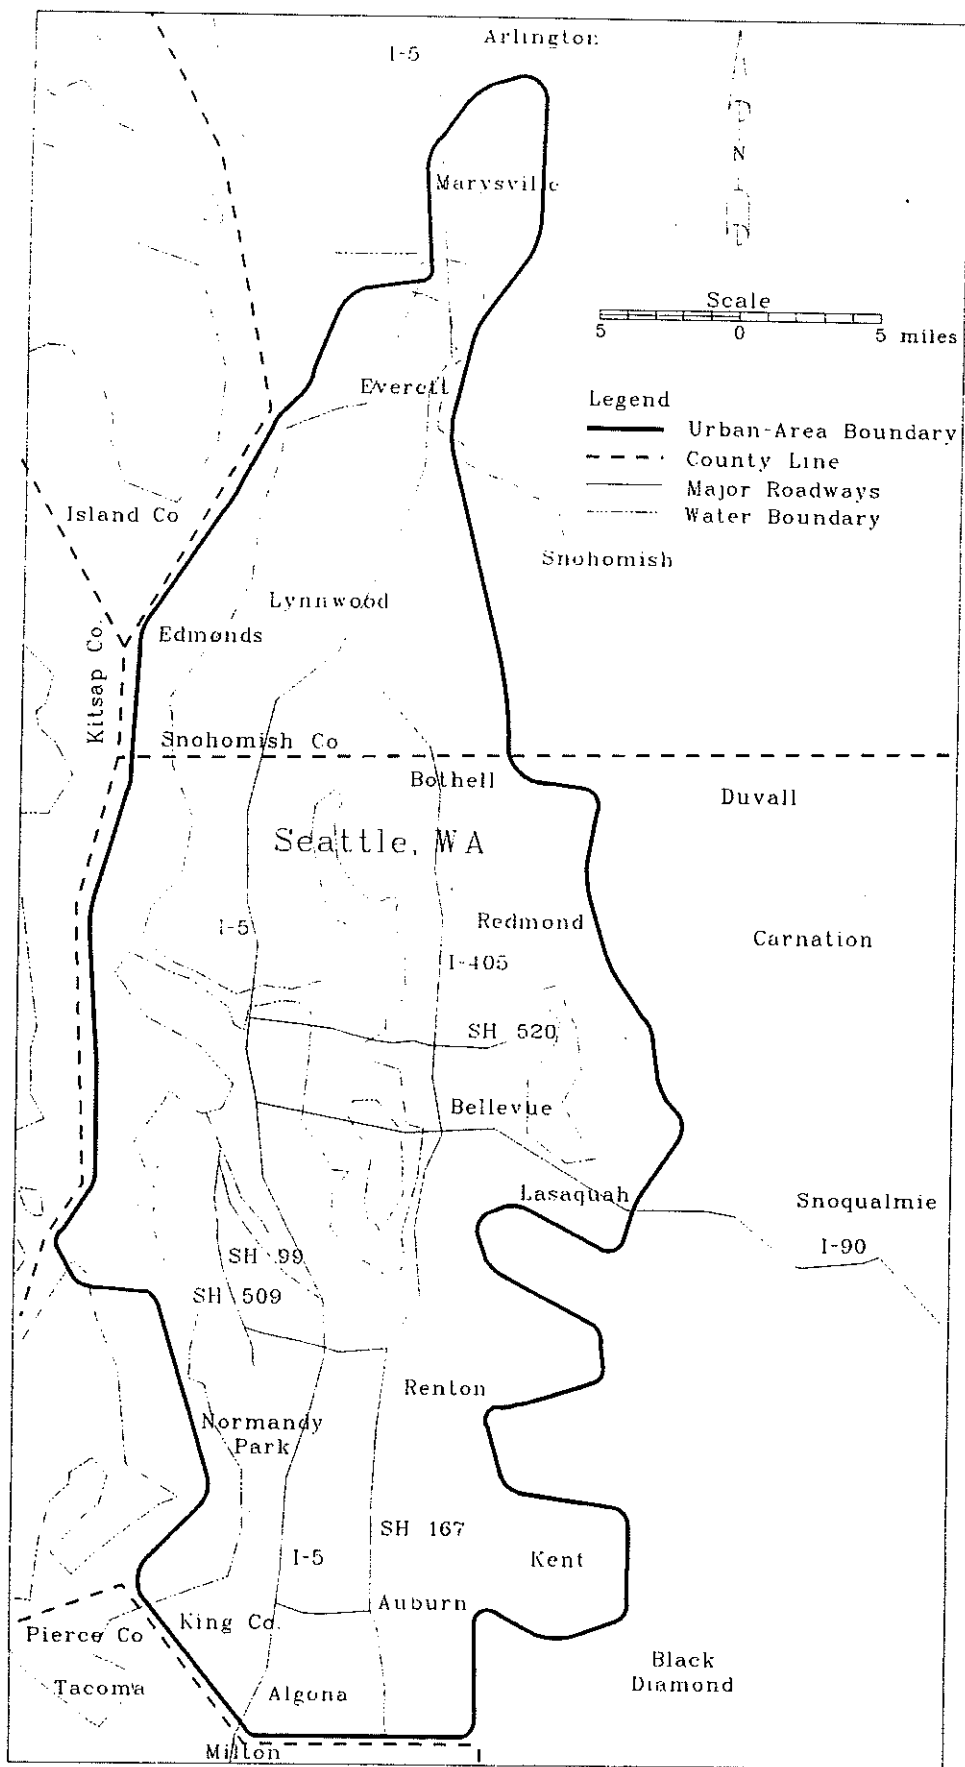 Arlington
I-5
N
Marysville
Scale
5 0 5 miles
Everett
Legend
Urban-Area Boundary
County Line
Major Roadways
Water Boundary
Island Co
Snohomish
Lynnwood
Edmonds
Kitsap Co.
Snohomish Co
Bothell
Duvall
Seattle, WA
Redmond
I-5
Carnation
I-405
SH 520
Bellevue
Lasaquah
Snoqualmie
I-90
SH 99
SH 509
Renton
Normandy
Park
SH 167
I-5
Kent
Auburn
King Co.
Pierce Co
Black
Diamond
Tacoma
Algona
Milton